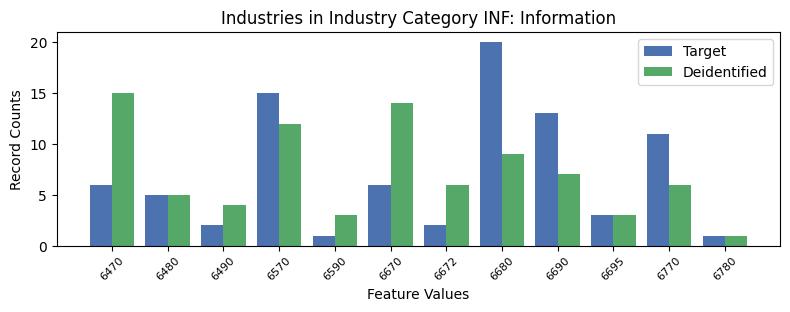 Industries in Industry Category INF: Information
Target
Deidentified
Record Counts
20
15
10
5
0
6470 6480 6490 6570 6590 6670 6672 6680 6690 6695 6770 6780
Feature Values